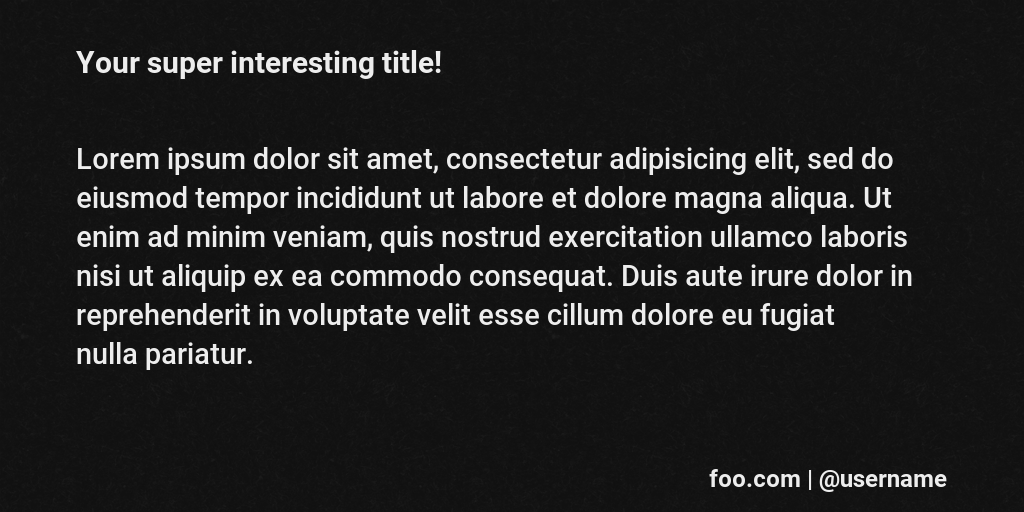 Your super interesting title!
Lorem ipsum dolor sit amet, consectetur adipisicing elit, sed do
eiusmod tempor incididunt ut labore et dolore magna aliqua. Ut
enim ad minim veniam, quis nostrud exercitation ullamco laboris
nisi ut aliquip ex ea commodo consequat. Duis aute irure dolor in
reprehenderit in voluptate velit esse cillum dolore eu fugiat
nulla pariatur.
foo.com | @username